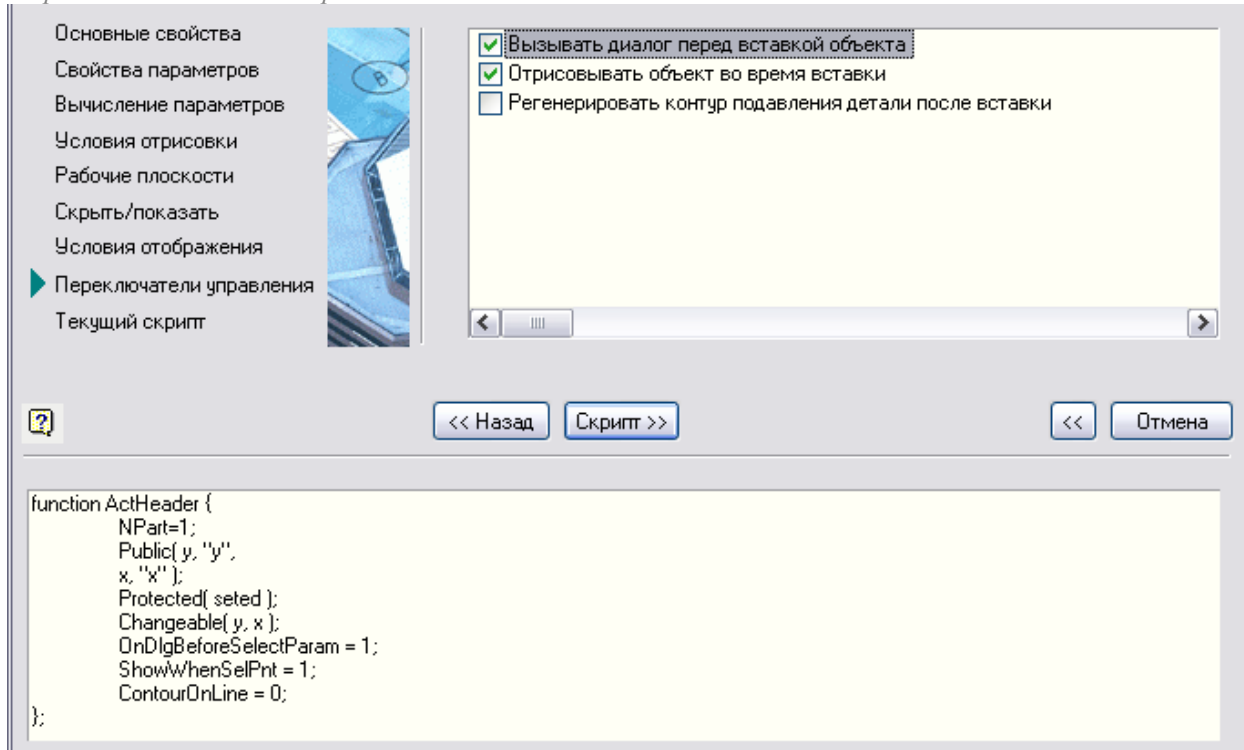 Основные свойства
Свойства параметров
Вычисление параметров
Условия отрисовки
Рабочие плоскости
Скрыть/показать
Условия отображения
Переключатели управления
Текущий скрипт
B
Вызывать диалог перед вставкой объекта
Отрисовывать объект во время вставки
Регенерировать контур подавления детали после вставки
?
<< Назад
Скрипт >>
<<
Отмена
function ActHeader {
NPart=1;
Public( y, "y",
x, "x" );
Protected( seted );
Changeable( y, x );
OnDlgBeforeSelectParam = 1;
ShowWhenSelPnt = 1;
ContourOnLine = 0;
};